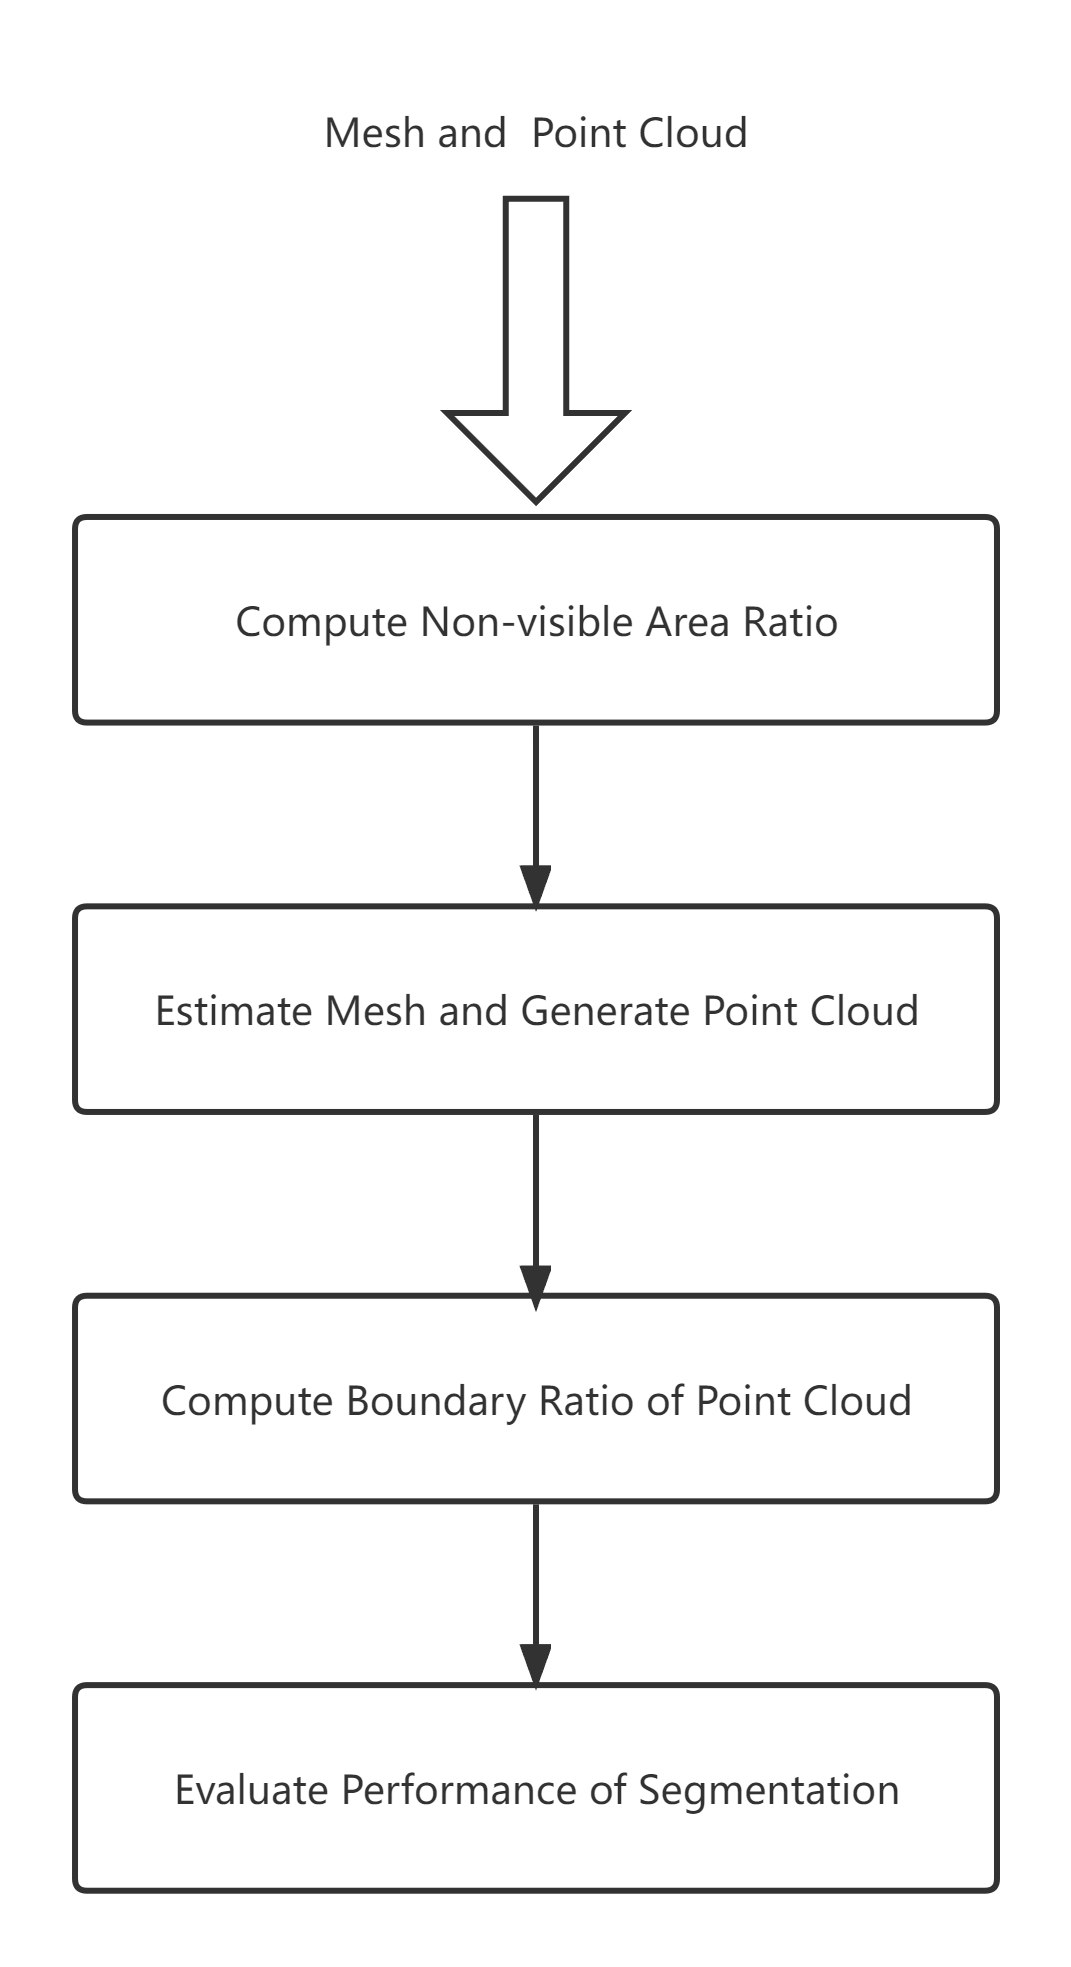 Mesh and  Point Cloud
Compute Non-visible Area Ratio
Estimate Mesh and Generate Point Cloud
Compute Boundary Ratio of Point Cloud
Evaluate Performance of Segmentation